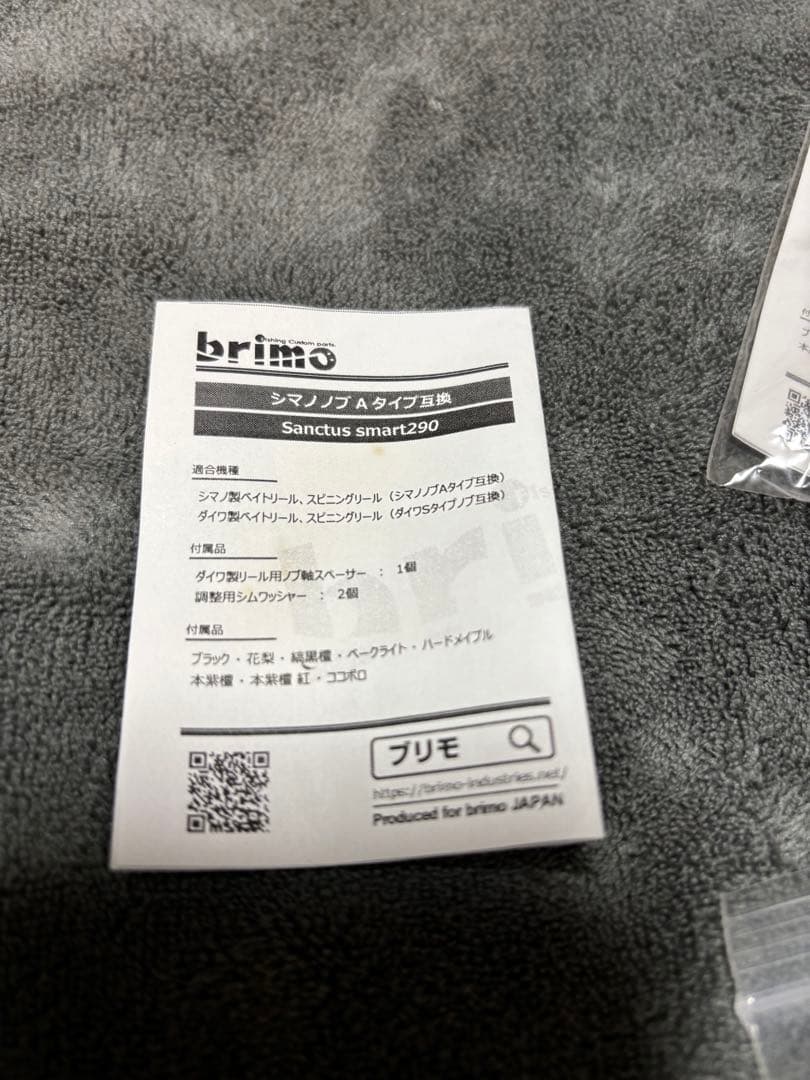 Fishing Custom parts.
brimo
シマノノブ A タイプ互換
Sanctus smart290
適合機種
シマノ製ベイトリール、スピニングリール（シマノノブAタイプ互換）
ダイワ製ベイトリール、スピニングリール（ダイワSタイプノブ互換）
付属品
ダイワ製リール用ノブ軸スペーサー ： 1個
調整用シムワッシャー ： 2個
付属品
ブラック・花梨・縞黒檀・ベークライト・ハードメイプル
本紫檀・本紫檀 紅・ココボロ
ブリモ
https://brimo-industries.net/
Produced for brimo JAPAN